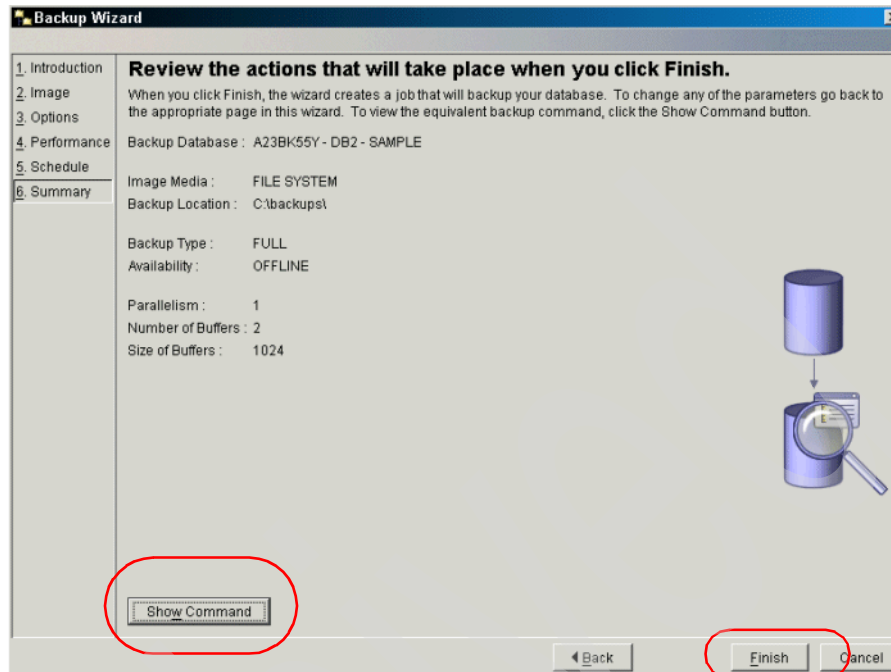 Backup Wizard
1. Introduction
2. Image
3. Options
4. Performance
5. Schedule
6. Summary
Review the actions that will take place when you click Finish.
When you click Finish, the wizard creates a job that will backup your database. To change any of the parameters go back to
the appropriate page in this wizard. To view the equivalent backup command, click the Show Command button.
Backup Database : A23BK55Y - DB2 - SAMPLE
Image Media : FILE SYSTEM
Backup Location : C:\backups\
Backup Type : FULL
Availability : OFFLINE
Parallelism : 1
Number of Buffers : 2
Size of Buffers : 1024
Show Command
Back
Finish
Cancel